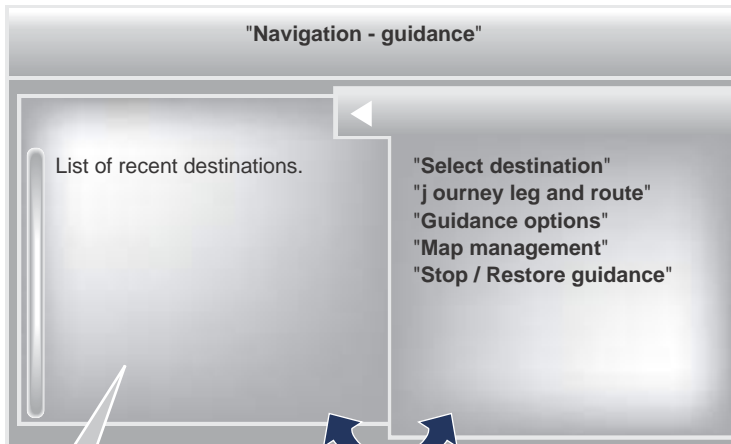 "Navigation - guidance"
List of recent destinations.
"Select destination"
"j ourney leg and route"
"Guidance options"
"Map management"
"Stop / Restore guidance"